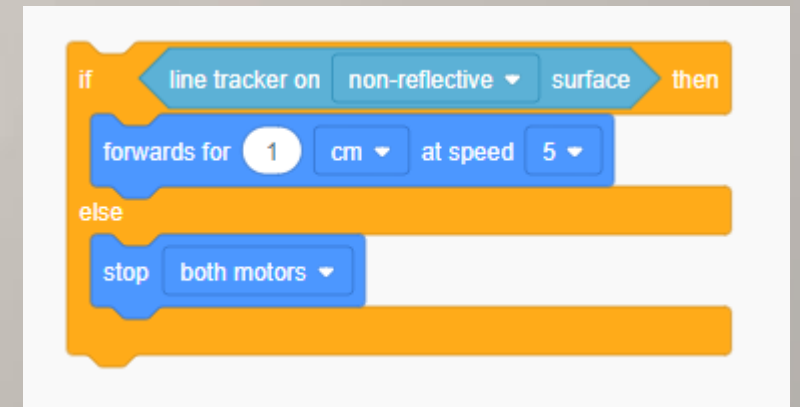 if line tracker on non-reflective surface then
forwards for 1 cm at speed 5
else
stop both motors